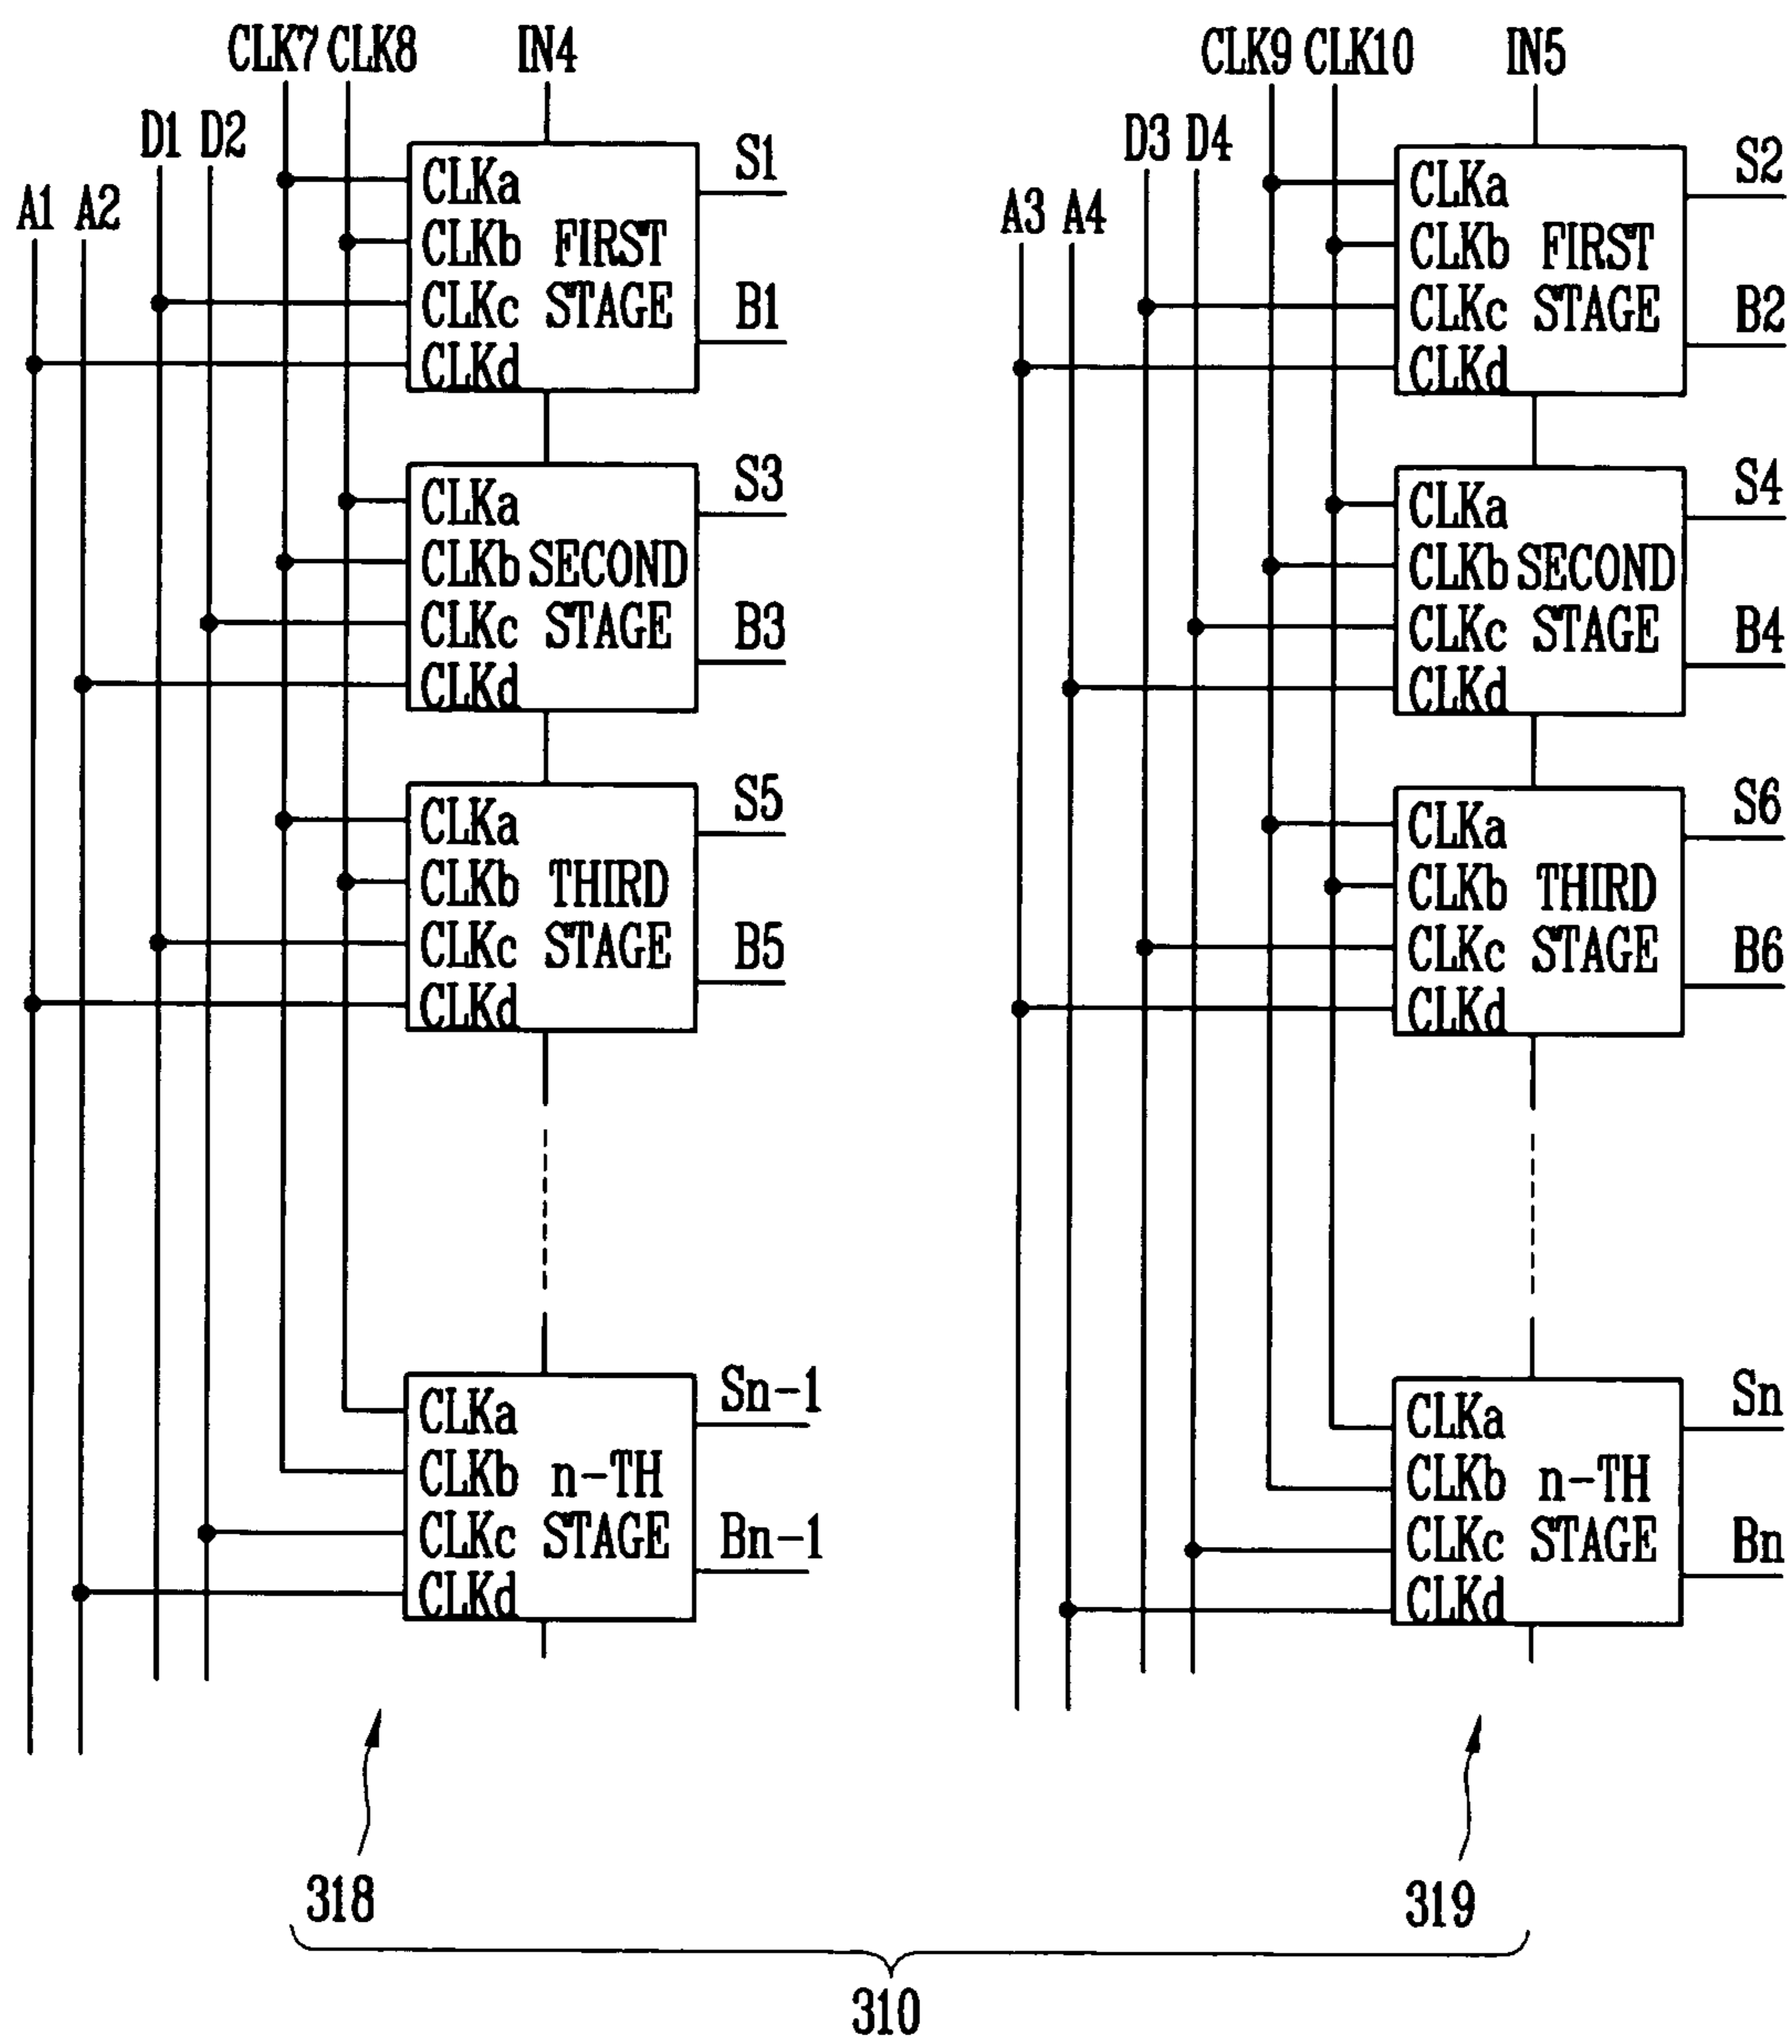 CLK7 CLK8 IN4
D1 D2
A1 A2
CLKa
CLKb FIRST
CLKc STAGE
CLKd
S1
B1
CLKa
CLKb SECOND
CLKc STAGE
CLKd
S3
B3
CLKa
CLKb THIRD
CLKc STAGE
CLKd
S5
B5
CLKa
CLKb n-TH
CLKc STAGE
CLKd
Sn-1
Bn-1
318
CLK9 CLK10 IN5
D3 D4
A3 A4
CLKa
CLKb FIRST
CLKc STAGE
CLKd
S2
B2
CLKa
CLKb SECOND
CLKc STAGE
CLKd
S4
B4
CLKa
CLKb THIRD
CLKc STAGE
CLKd
S6
B6
CLKa
CLKb n-TH
CLKc STAGE
CLKd
Sn
Bn
319
310